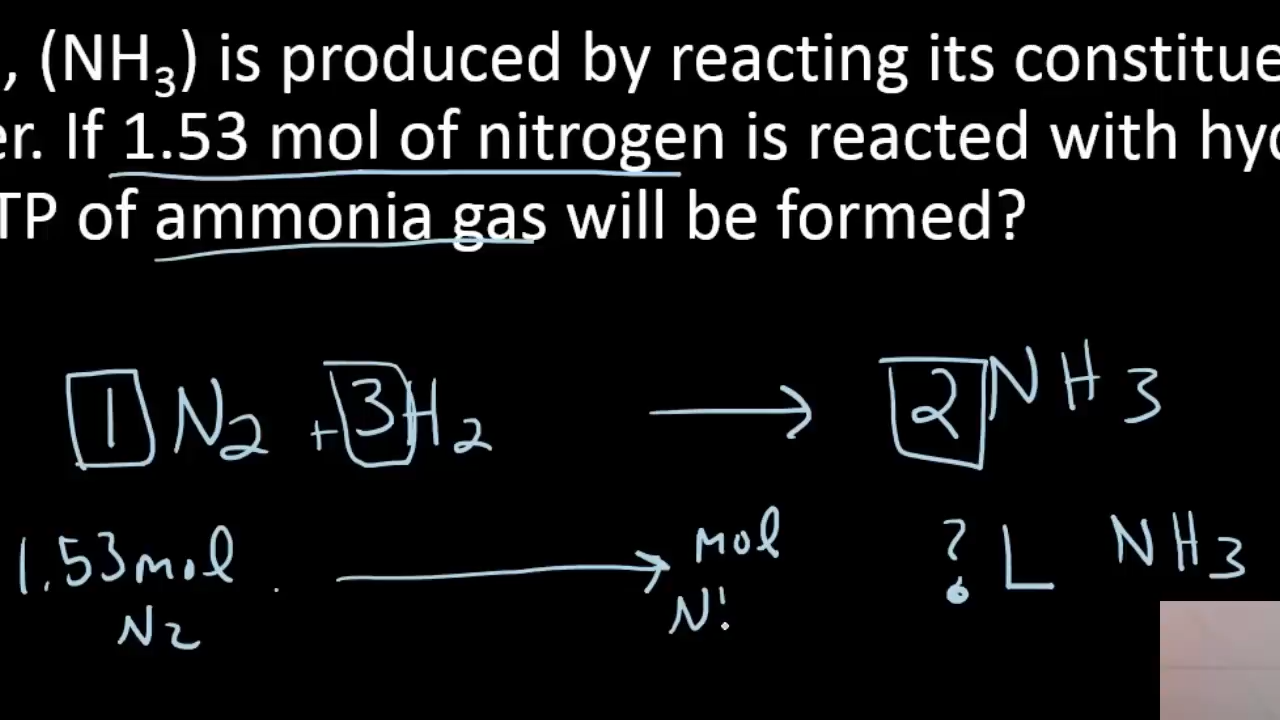 , (NH₃) is produced by reacting its constitue
er. If 1.53 mol of nitrogen is reacted with hyd
TP of ammonia gas will be formed?
1 N₂ + 3 H₂ → 2 NH₃
1.53 mol → mol ? L NH₃
N₂ N